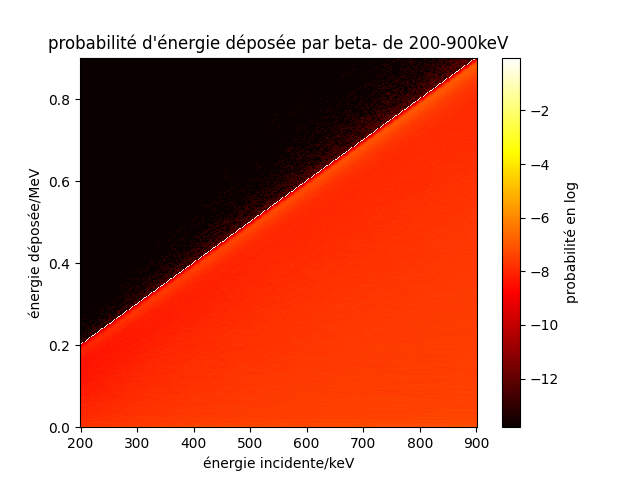 probabilité d'énergie déposée par beta- de 200-900keV
énergie déposée/MeV
0.8
0.6
0.4
0.2
0.0
200 300 400 500 600 700 800 900
énergie incidente/keV
−2
−4
−6
−8
−10
−12
probabilité en log